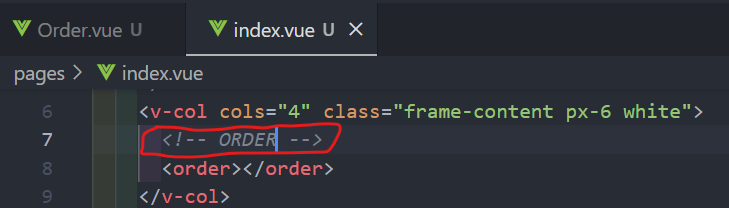 Order.vue U index.vue U ×
pages > index.vue
6 <v-col cols="4" class="frame-content px-6 white">
7 <!-- ORDER -->
8 <order></order>
9 </v-col>